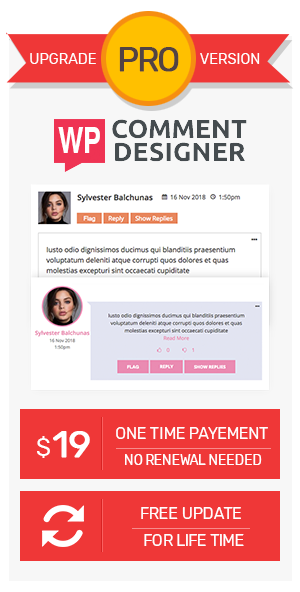 UPGRADE PRO VERSION
WP COMMENT
DESIGNER
Sylvester Balchunas 16 Nov 2018 1:50pm
Flag Reply Show Replies
Iusto odio dignissimos ducimus qui blanditiis praesentium
voluptatum deleniti atque corrupti quos dolores et quas
molestias excepturi sint occaecati cupiditate
Sylvester Balchunas
16 Nov 2018
1:50pm
Iusto odio dignissimos ducimus qui blanditiis praesentium
voluptatum deleniti atque corrupti quos dolores et quas
molestias excepturi sint occaecati cupiditate
Read More
0 1
FLAG REPLY SHOW REPLIES
$19 ONE TIME PAYEMENT
NO RENEWAL NEEDED
FREE UPDATE
FOR LIFE TIME